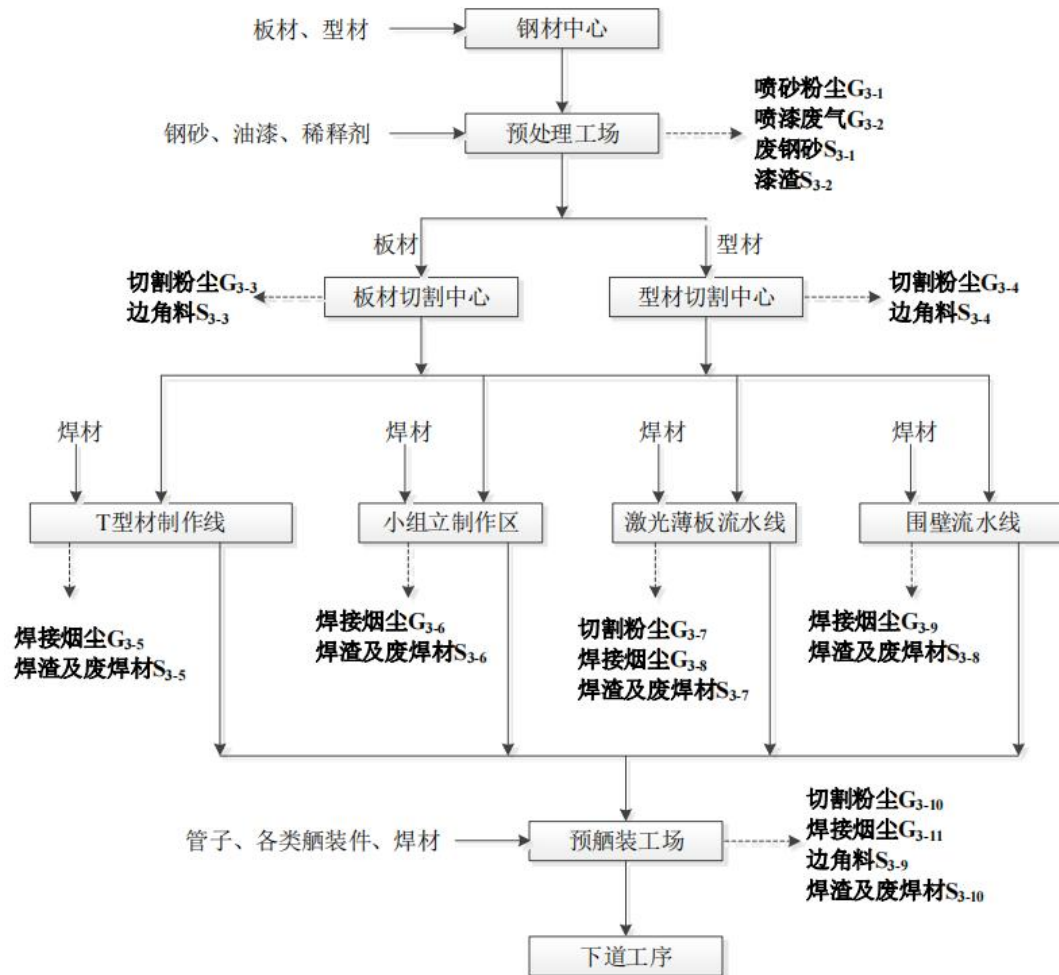 板材、型材
钢材中心
钢砂、油漆、稀释剂
预处理工场
喷砂粉尘G3-1
喷漆废气G3-2
废钢砂S3-1
漆渣S3-2
板材
型材
切割粉尘G3-3
边角料S3-3
板材切割中心
型材切割中心
切割粉尘G3-4
边角料S3-4
焊材
焊材
焊材
焊材
T型材制作线
小组立制作区
激光薄板流水线
围壁流水线
焊接烟尘G3-5
焊渣及废焊材S3-5
焊接烟尘G3-6
焊渣及废焊材S3-6
切割粉尘G3-7
焊接烟尘G3-8
焊渣及废焊材S3-7
焊接烟尘G3-9
焊渣及废焊材S3-8
管子、各类舾装件、焊材
预舾装工场
切割粉尘G3-10
焊接烟尘G3-11
边角料S3-9
焊渣及废焊材S3-10
下道工序